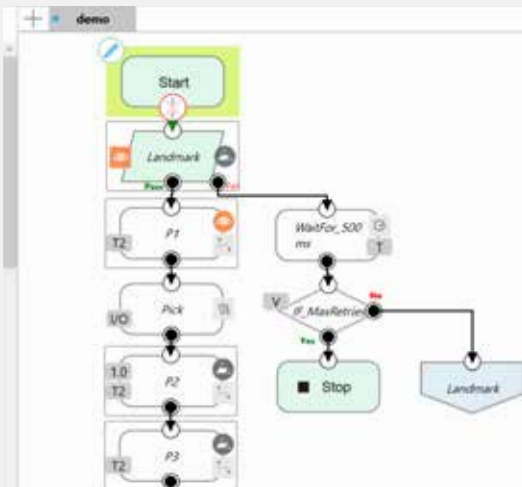 demo
Start
Landmark
Pass
Fail
P1
T2
WaitFor_500
ms
T
Pick
I/O
V
IF_MaxRetries
No
Yes
1.0
T2
P2
Stop
Landmark
P3
T2